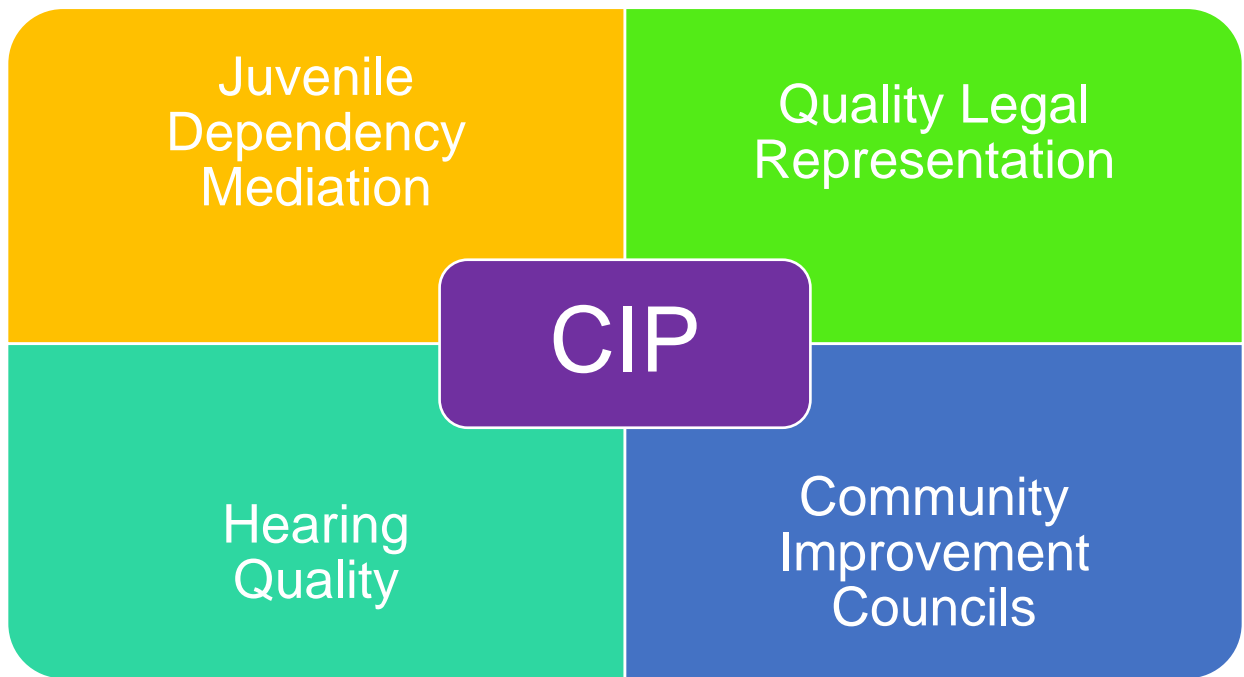 Juvenile
Dependency
Mediation
Quality Legal
Representation
CIP
Hearing
Quality
Community
Improvement
Councils